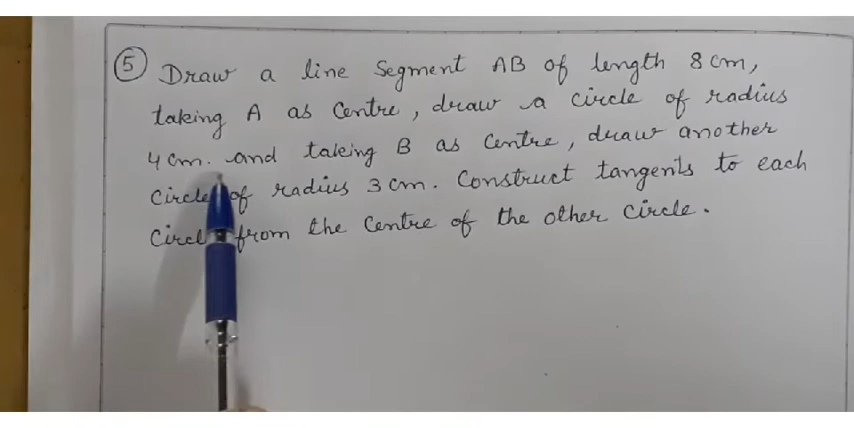 5 Draw a line Segment AB of length 8 cm,
taking A as Centre, draw a circle of radius
4 cm. and taking B as Centre, draw another
Circle of radius 3 cm. Construct tangents to each
from the Centre of the other Circle.